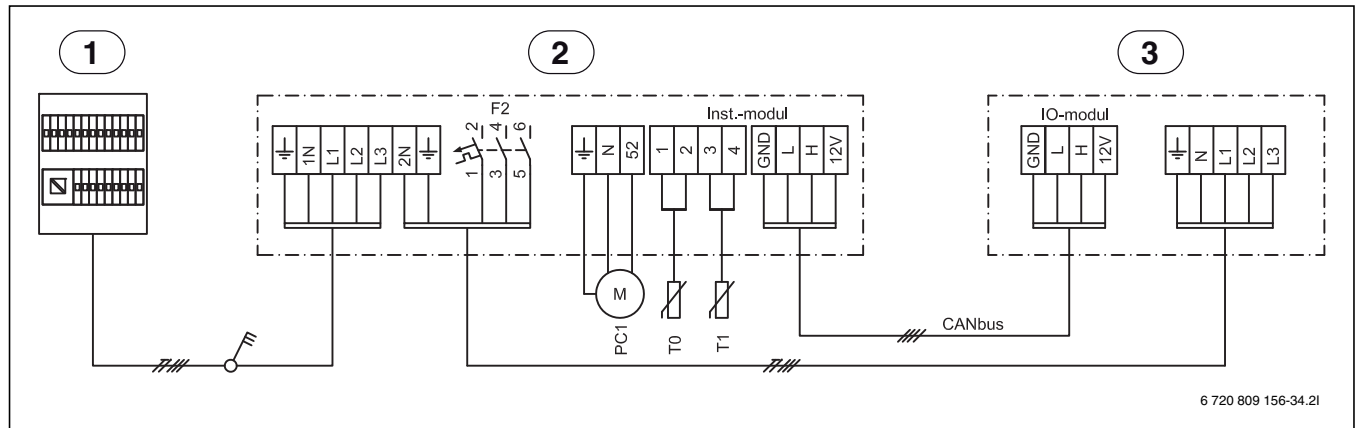 1
2
3
F2
Inst.-modul
IO-modul
1N
L1
L2
L3
2N
2
4
6
1
3
5
N
52
1
2
3
4
GND
L
H
12V
GND
L
H
12V
N
L1
L2
L3
M
PC1
T0
T1
CANbus
6 720 809 156-34.2I